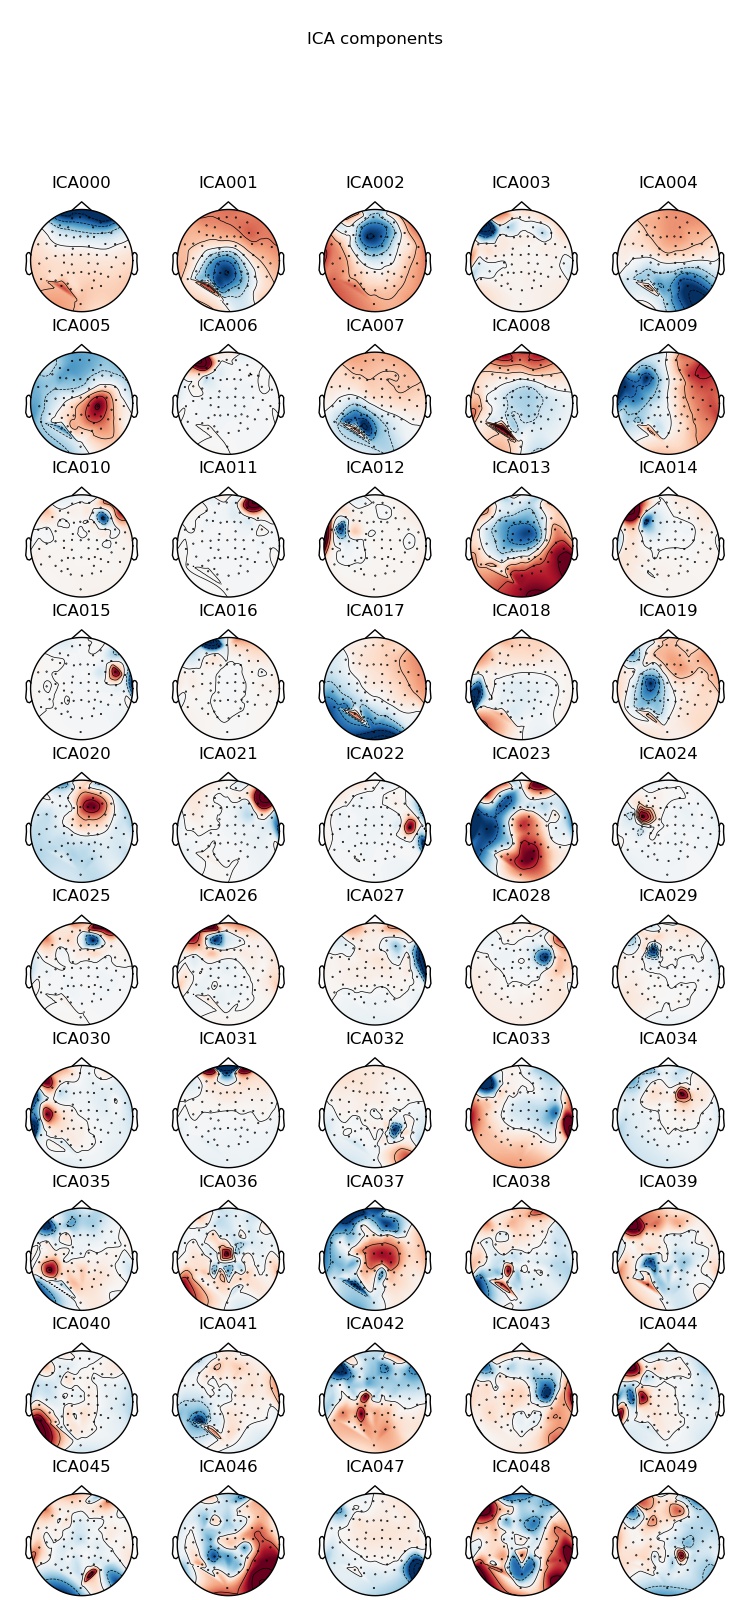 ICA components
ICA000 ICA001 ICA002 ICA003 ICA004
ICA005 ICA006 ICA007 ICA008 ICA009
ICA010 ICA011 ICA012 ICA013 ICA014
ICA015 ICA016 ICA017 ICA018 ICA019
ICA020 ICA021 ICA022 ICA023 ICA024
ICA025 ICA026 ICA027 ICA028 ICA029
ICA030 ICA031 ICA032 ICA033 ICA034
ICA035 ICA036 ICA037 ICA038 ICA039
ICA040 ICA041 ICA042 ICA043 ICA044
ICA045 ICA046 ICA047 ICA048 ICA049